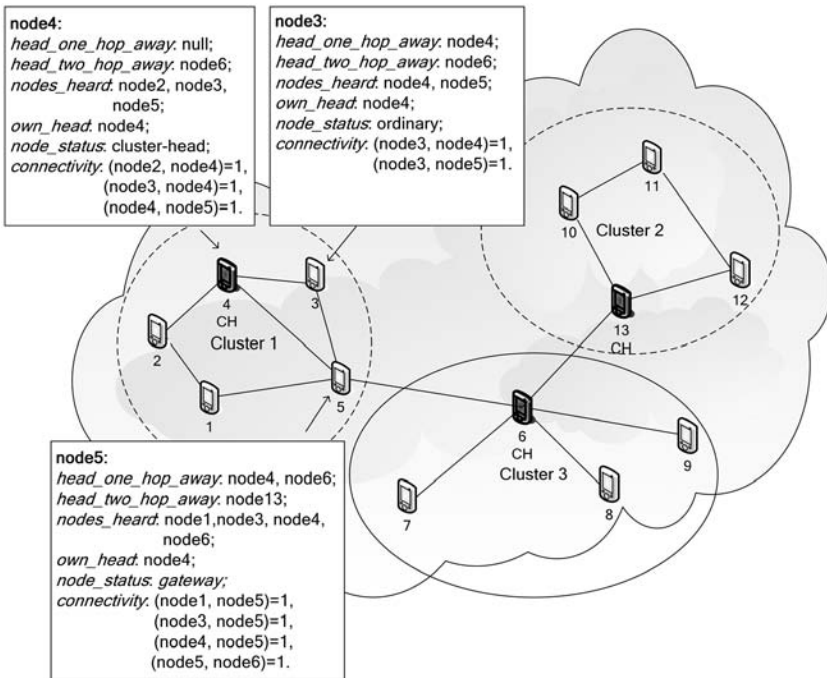 node4:
head_one_hop_away: null;
head_two_hop_away: node6;
nodes_heard: node2, node3,
node5;
own_head: node4;
node_status: cluster-head;
connectivity: (node2, node4)=1,
(node3, node4)=1,
(node4, node5)=1.
node3:
head_one_hop_away: node4;
head_two_hop_away: node6;
nodes_heard: node4, node5;
own_head: node4;
node_status: ordinary;
connectivity: (node3, node4)=1,
(node3, node5)=1.
11
10
Cluster 2
12
13
CH
4
CH
3
Cluster 1
2
1
5
6
CH
Cluster 3
9
8
7
node5:
head_one_hop_away: node4, node6;
head_two_hop_away: node13;
nodes_heard: node1,node3, node4,
node6;
own_head: node4;
node_status: gateway;
connectivity: (node1, node5)=1,
(node3, node5)=1,
(node4, node5)=1,
(node5, node6)=1.